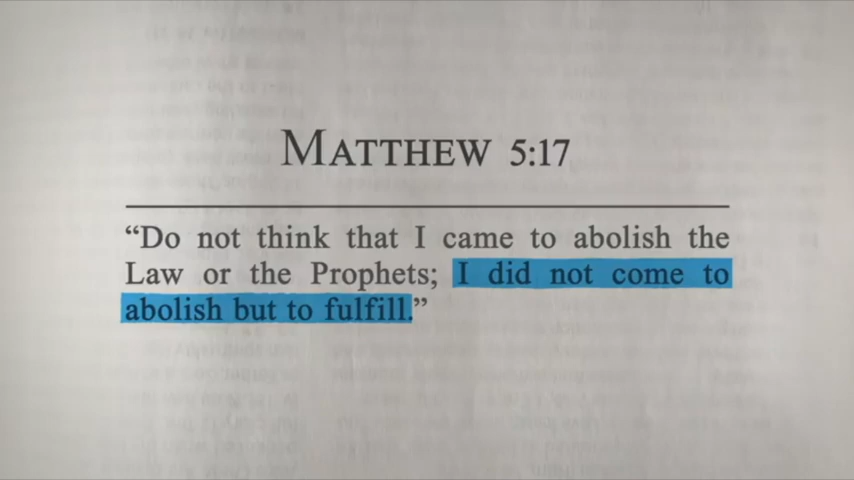 MATTHEW 5:17
“Do not think that I came to abolish the
Law or the Prophets; I did not come to
abolish but to fulfill.”